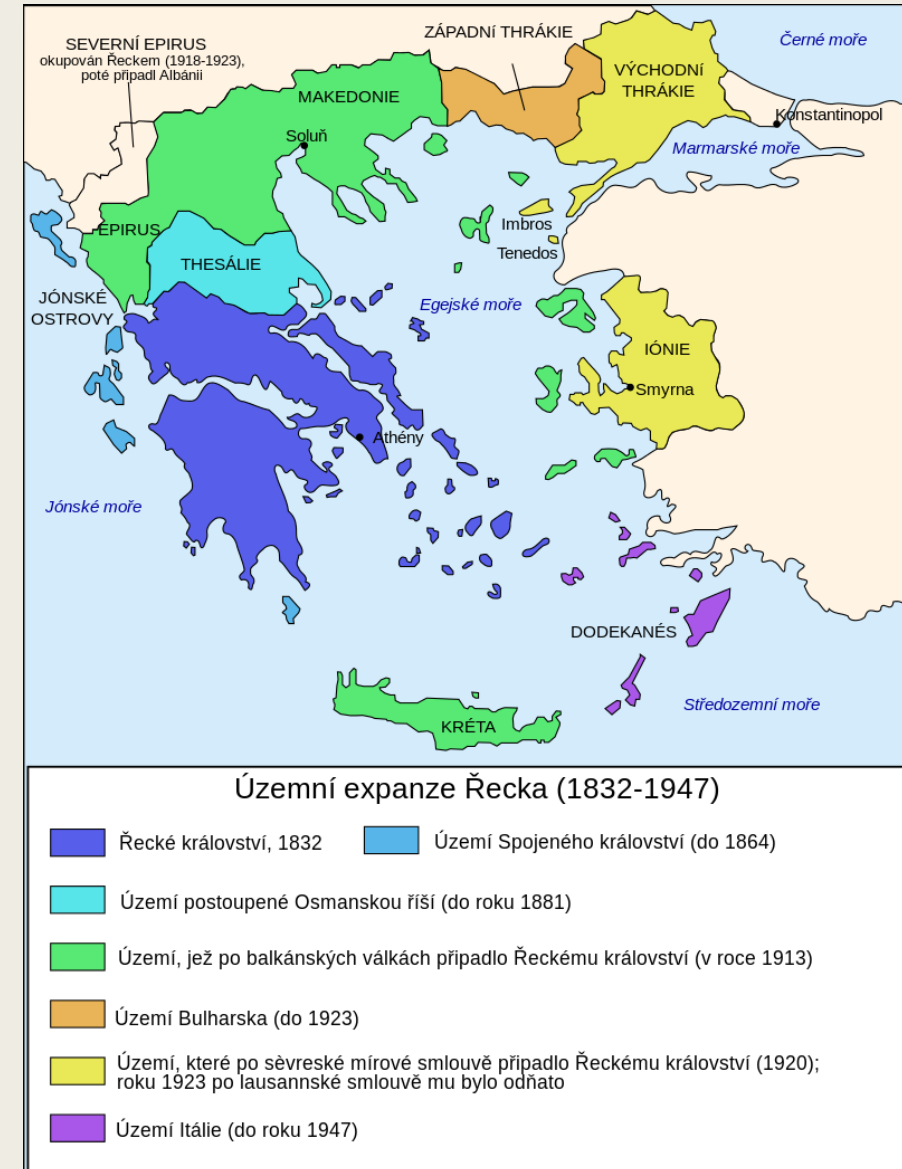 SEVERNÍ EPIRUS
okupován Řeckem (1918-1923),
poté připadl Albánii
ZÁPADNÍ THRÁKIE
Černé moře
VÝCHODNÍ
THRÁKIE
MAKEDONIE
Konstantinopol
Soluň
Marmarské moře
EPIRUS
Imbros
THESÁLIE
Tenedos
JÓNSKÉ
OSTROVY
Egejské moře
IÓNIE
Smyrna
Athény
Jónské moře
DODEKANÉS
Středozemní moře
KRÉTA
Územní expanze Řecka (1832-1947)
Řecké království, 1832
Území Spojeného království (do 1864)
Území postoupené Osmanskou říší (do roku 1881)
Území, jež po balkánských válkách připadlo Řeckému království (v roce 1913)
Území Bulharska (do 1923)
Území, které po sèvreské mírové smlouvě připadlo Řeckému království (1920);
roku 1923 po lausannské smlouvě mu bylo odňato
Území Itálie (do roku 1947)